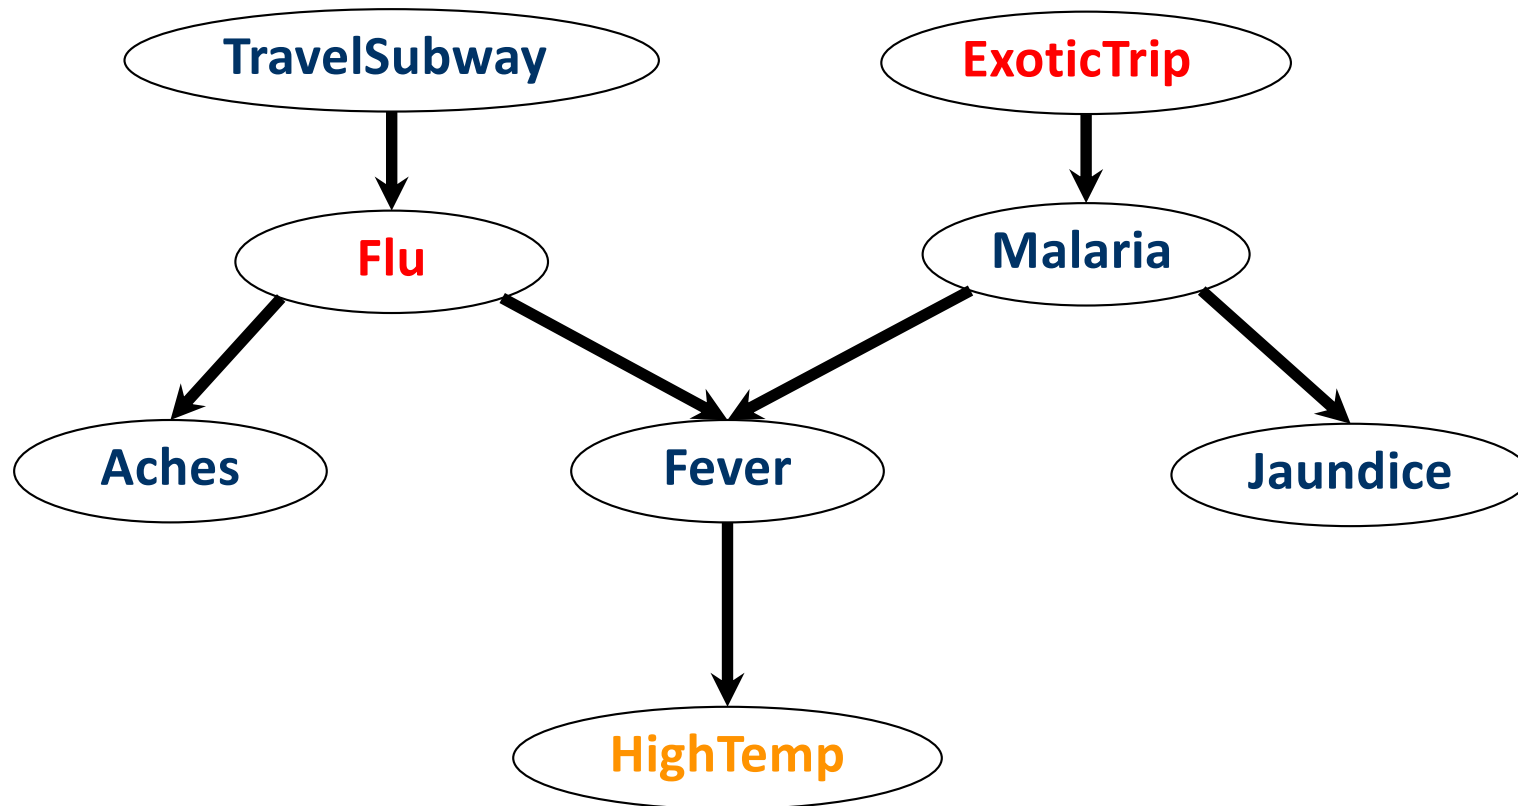 TravelSubway
ExoticTrip
Flu
Malaria
Aches
Fever
Jaundice
HighTemp